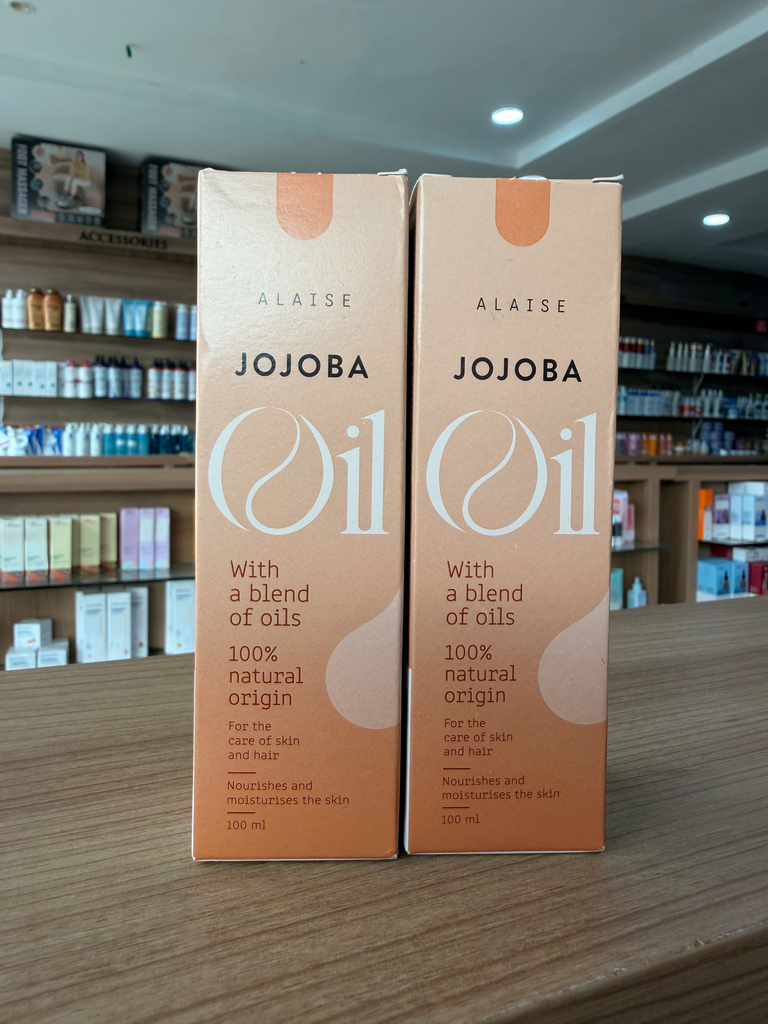 FOOT MASSAGER
ACCESSORIES
ALAISE
JOJOBA
Oil
With
a blend
of oils
100%
natural
origin
For the
care of skin
and hair
Nourishes and
moisturises the skin
100 ml
ALAISE
JOJOBA
Oil
With
a blend
of oils
100%
natural
origin
For the
care of skin
and hair
Nourishes and
moisturises the skin
100 ml